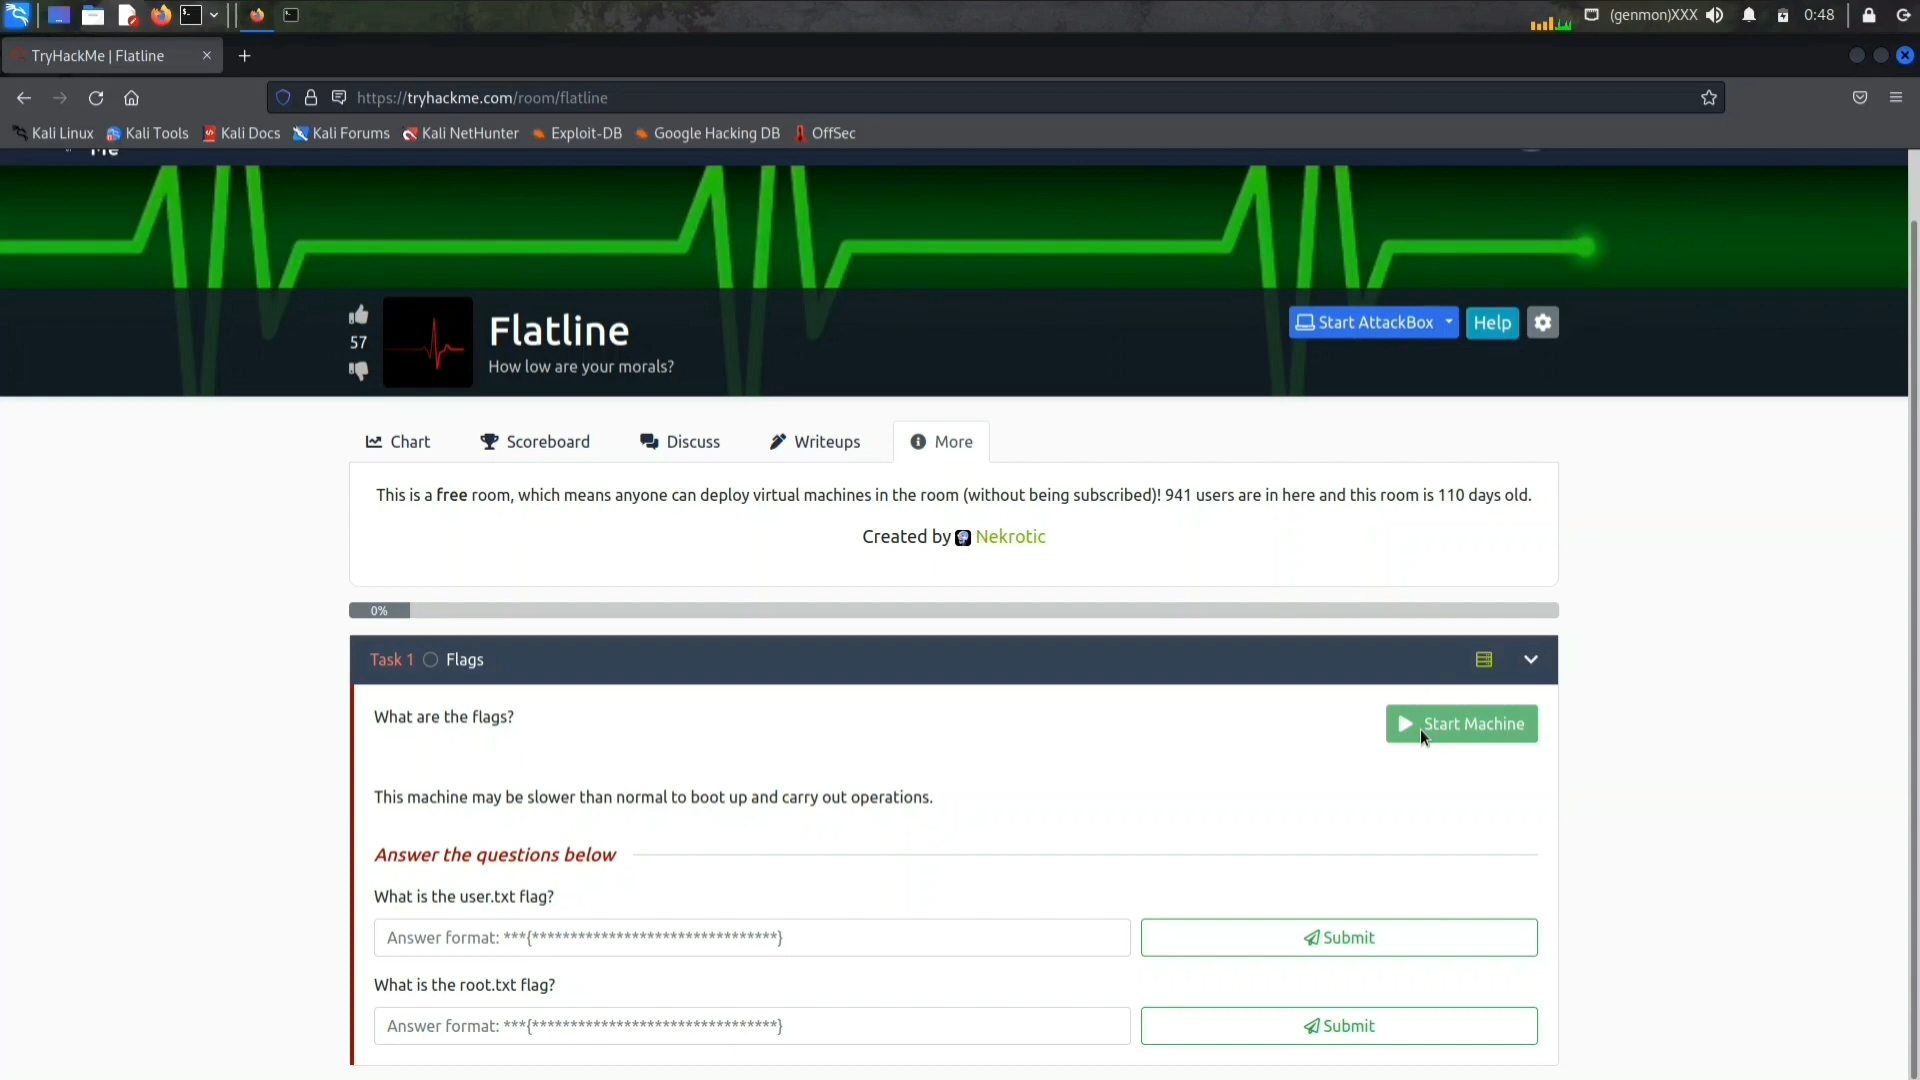 (genmon)XXX 0:48
TryHackMe | Flatline
https://tryhackme.com/room/flatline
Kali Linux Kali Tools Kali Docs Kali Forums Kali NetHunter Exploit-DB Google Hacking DB OffSec
Me
57
Flatline
How low are your morals?
Start AttackBox Help
Chart Scoreboard Discuss Writeups More
This is a free room, which means anyone can deploy virtual machines in the room (without being subscribed)! 941 users are in here and this room is 110 days old.
Created by Nekrotic
0%
Task 1 Flags
What are the flags?
Start Machine
This machine may be slower than normal to boot up and carry out operations.
Answer the questions below
What is the user.txt flag?
Answer format: ***{********************************} Submit
What is the root.txt flag?
Answer format: ***{********************************} Submit